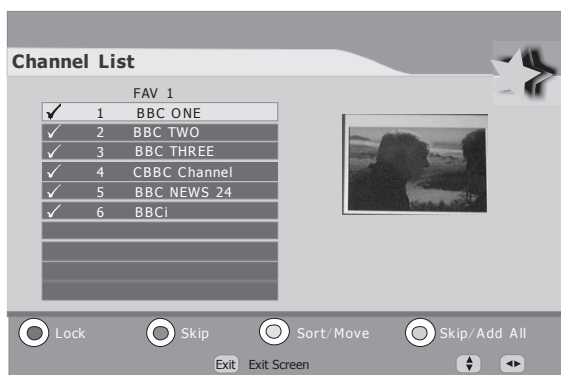 Channel List
FAV 1
1 BBC ONE
2 BBC TWO
3 BBC THREE
4 CBBC Channel
5 BBC NEWS 24
6 BBCi
Lock Skip Sort/Move Skip/Add All
Exit Exit Screen